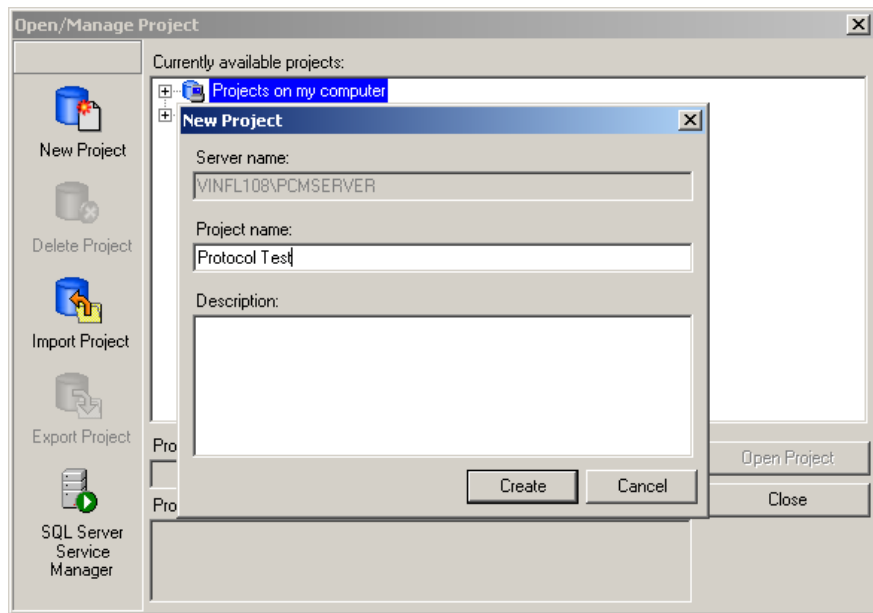 Open/Manage Project
Currently available projects:
Projects on my computer
New Project
Delete Project
Import Project
Export Project
SQL Server
Service
Manager
New Project
Server name:
VINFL108\PCMSERVER
Project name:
Protocol Test
Description:
Create
Cancel
Pro
Pro
Open Project
Close